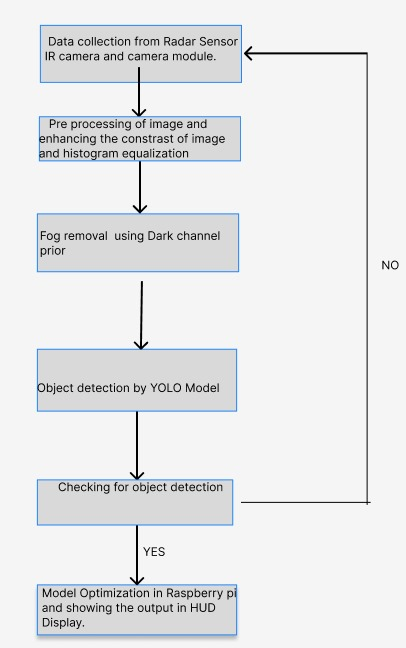 Data collection from Radar Sensor
IR camera and camera module.
Pre processing of image and
enhancing the constrast of image
and histogram equalization
Fog removal using Dark channel
prior
NO
Object detection by YOLO Model
Checking for object detection
YES
Model Optimization in Raspberry pi
and showing the output in HUD
Display.